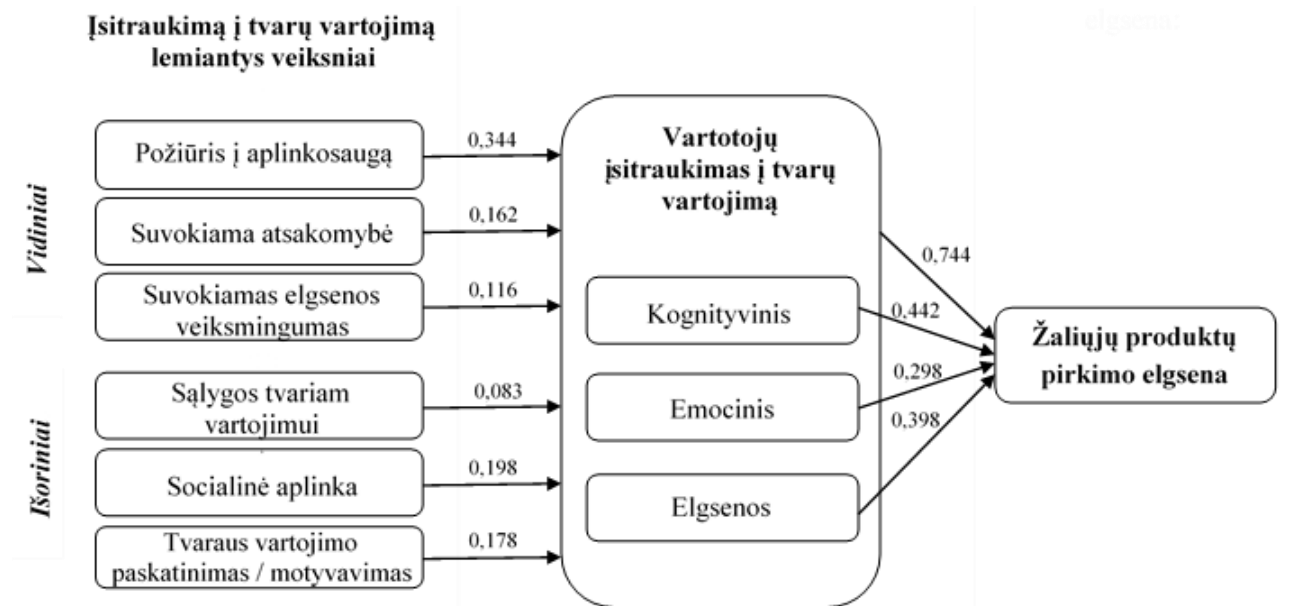 elgsena:
Įsitraukimą į tvarų vartojimą
lemiantys veiksniai
Vidiniai
Požiūris į aplinkosaugą
0,344
Suvokiama atsakomybė
0,162
Suvokiamas elgsenos
veiksmingumas
0,116
Išoriniai
Sąlygos tvariam
vartojimui
0,083
Socialinė aplinka
0,198
Tvaraus vartojimo
paskatinimas / motyvavimas
0,178
Vartotojų
įsitraukimas į tvarų
vartojimą
Kognityvinis
Emocinis
Elgsenos
0,744
0,442
0,298
0,398
Žaliųjų produktų
pirkimo elgsena